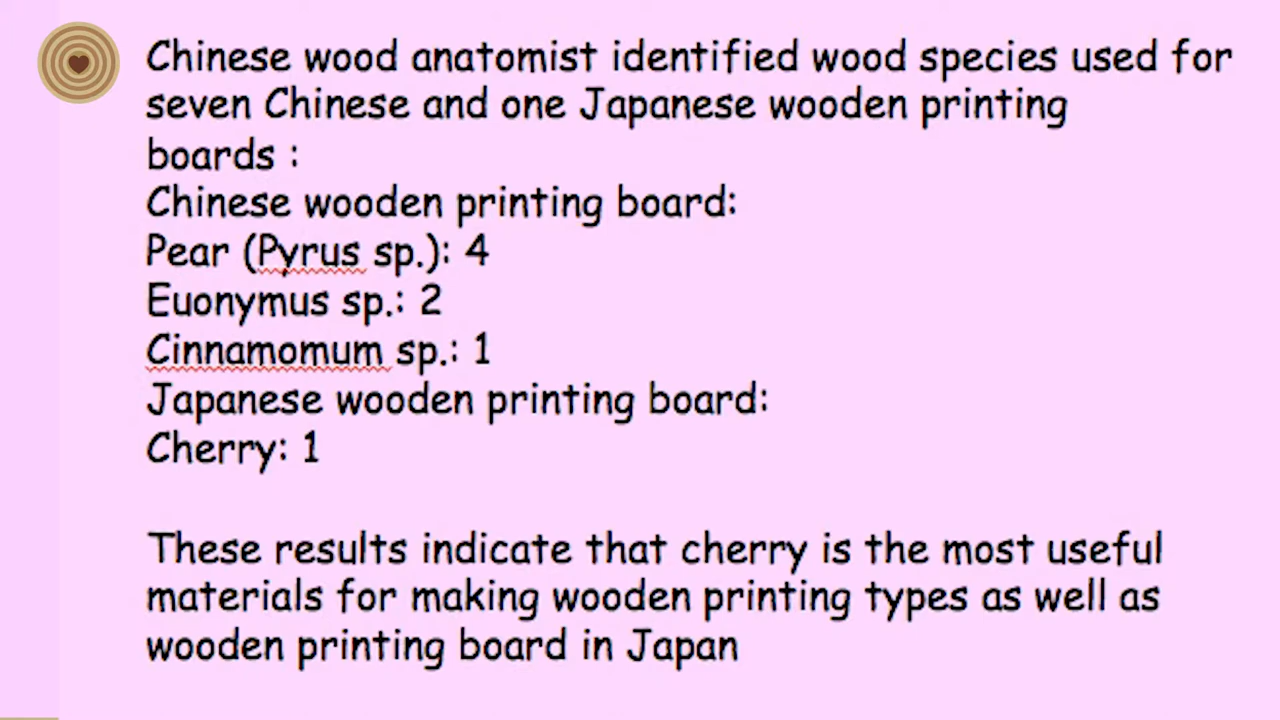 Chinese wood anatomist identified wood species used for
seven Chinese and one Japanese wooden printing
boards :
Chinese wooden printing board:
Pear (Pyrus sp.): 4
Euonymus sp.: 2
Cinnamomum sp.: 1
Japanese wooden printing board:
Cherry: 1
These results indicate that cherry is the most useful
materials for making wooden printing types as well as
wooden printing board in Japan